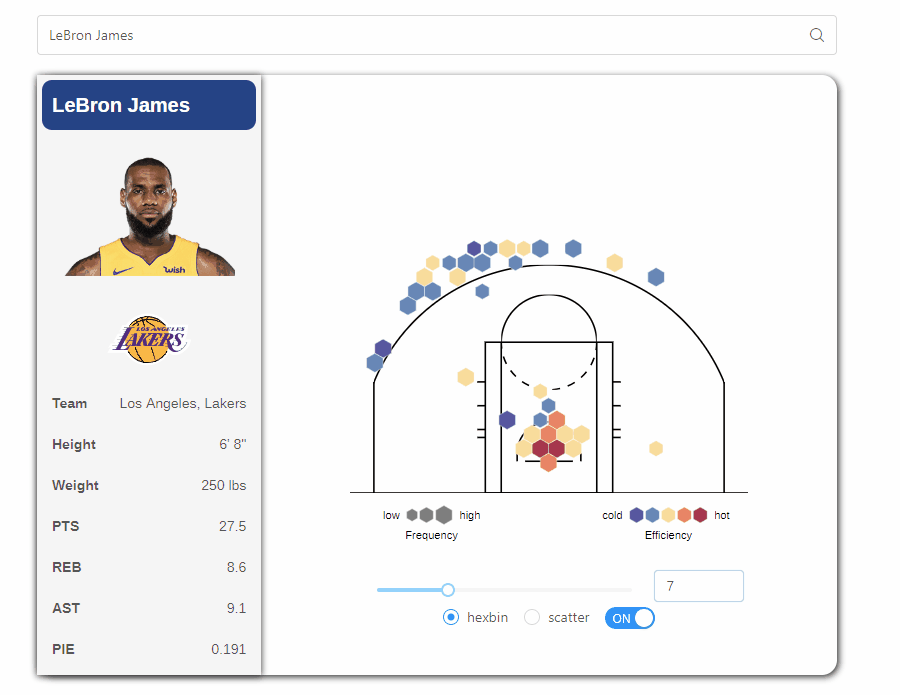 LeBron James
LeBron James
wish
LOS ANGELES
LAKERS
Team Los Angeles, Lakers
Height 6' 8"
Weight 250 lbs
PTS 27.5
REB 8.6
AST 9.1
PIE 0.191
low high
Frequency
cold hot
Efficiency
7
hexbin scatter ON